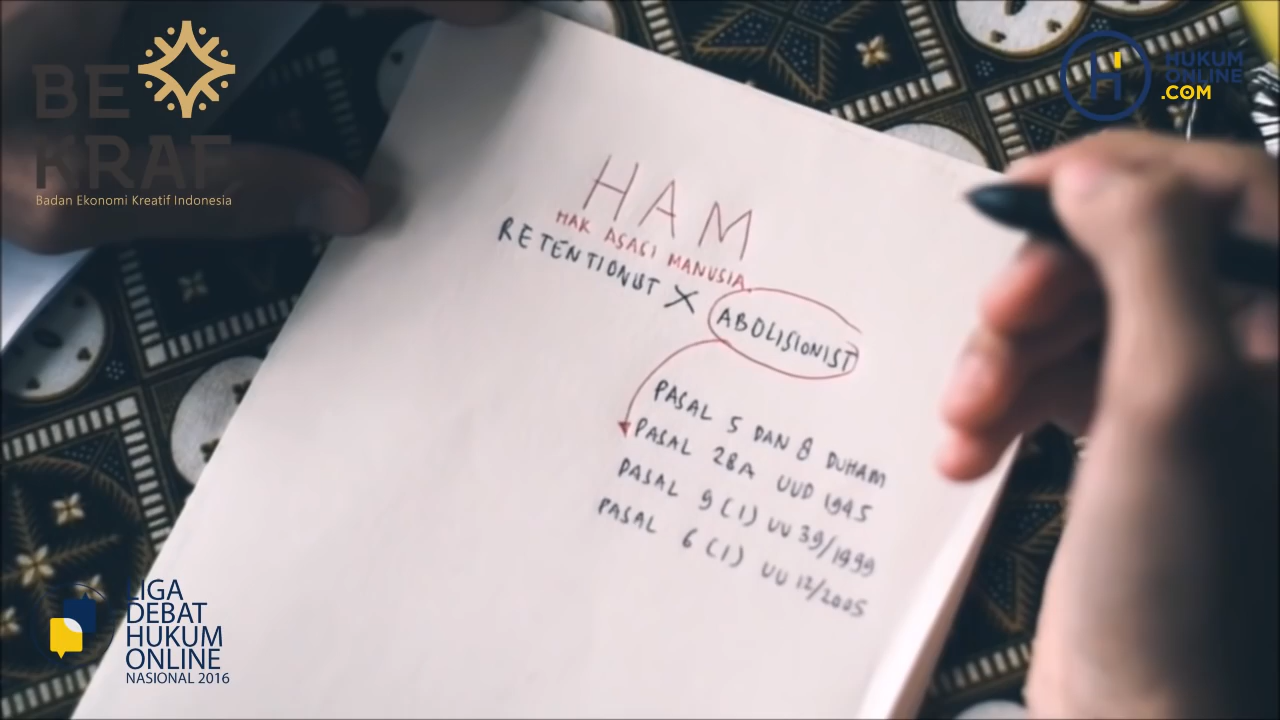 BE
KRAF
Badan Ekonomi Kreatif Indonesia
HUKUM
ONLINE
.COM
HAM
HAK ASASI MANUSIA.
RETENTIONIST X ABOLISIONIST
PASAL 5 DAN 8 DUHAM
PASAL 28A UUD 1945
PASAL 9 (1) UU 39/1999
PASAL 6 (1) UU 12/2005
LIGA
DEBAT
HUKUM
ONLINE
NASIONAL 2016